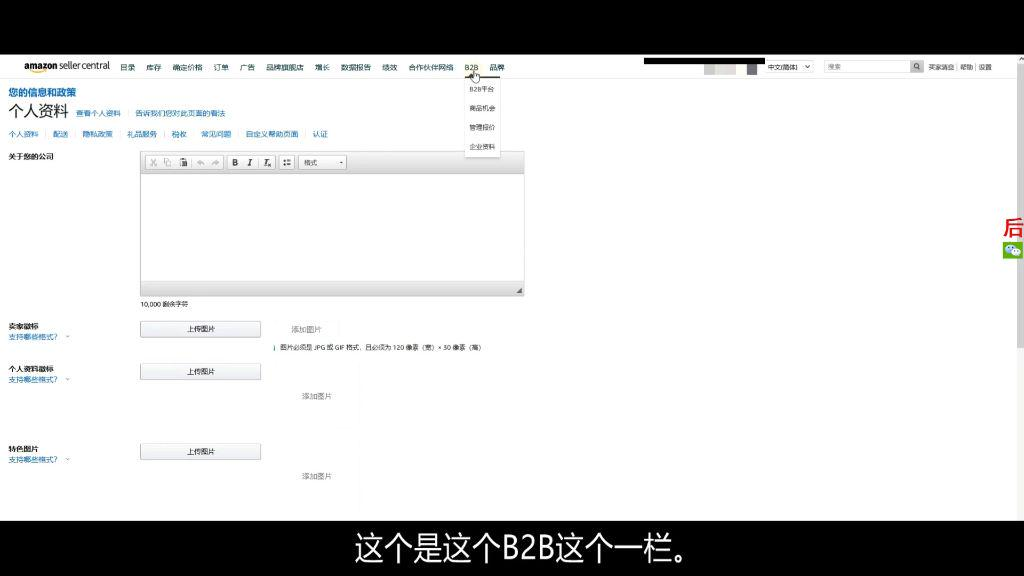 amazon seller central 目录 库存 确定价格 订单 广告 品牌旗舰店 增长 数据报告 绩效 合作伙伴网络 B2B 品牌 中文(简体) 搜索 买家消息 帮助 设置
B2B平台
商品机会
管理报价
企业资料
您的信息和政策
个人资料 查看个人资料 告诉我们您对此页面的看法
个人资料 配送 隐私政策 礼品服务 税收 常见问题 自定义帮助页面 认证
关于您的公司
B I Tx 格式
10,000 剩余字符
卖家徽标 上传图片 添加图片
支持哪些格式?
图片必须是 JPG 或 GIF 格式，且必须为 120 像素（宽）× 30 像素（高）
个人资料徽标 上传图片
支持哪些格式?
添加图片
特色图片 上传图片
支持哪些格式?
添加图片
后
这个是这个B2B这个一栏。